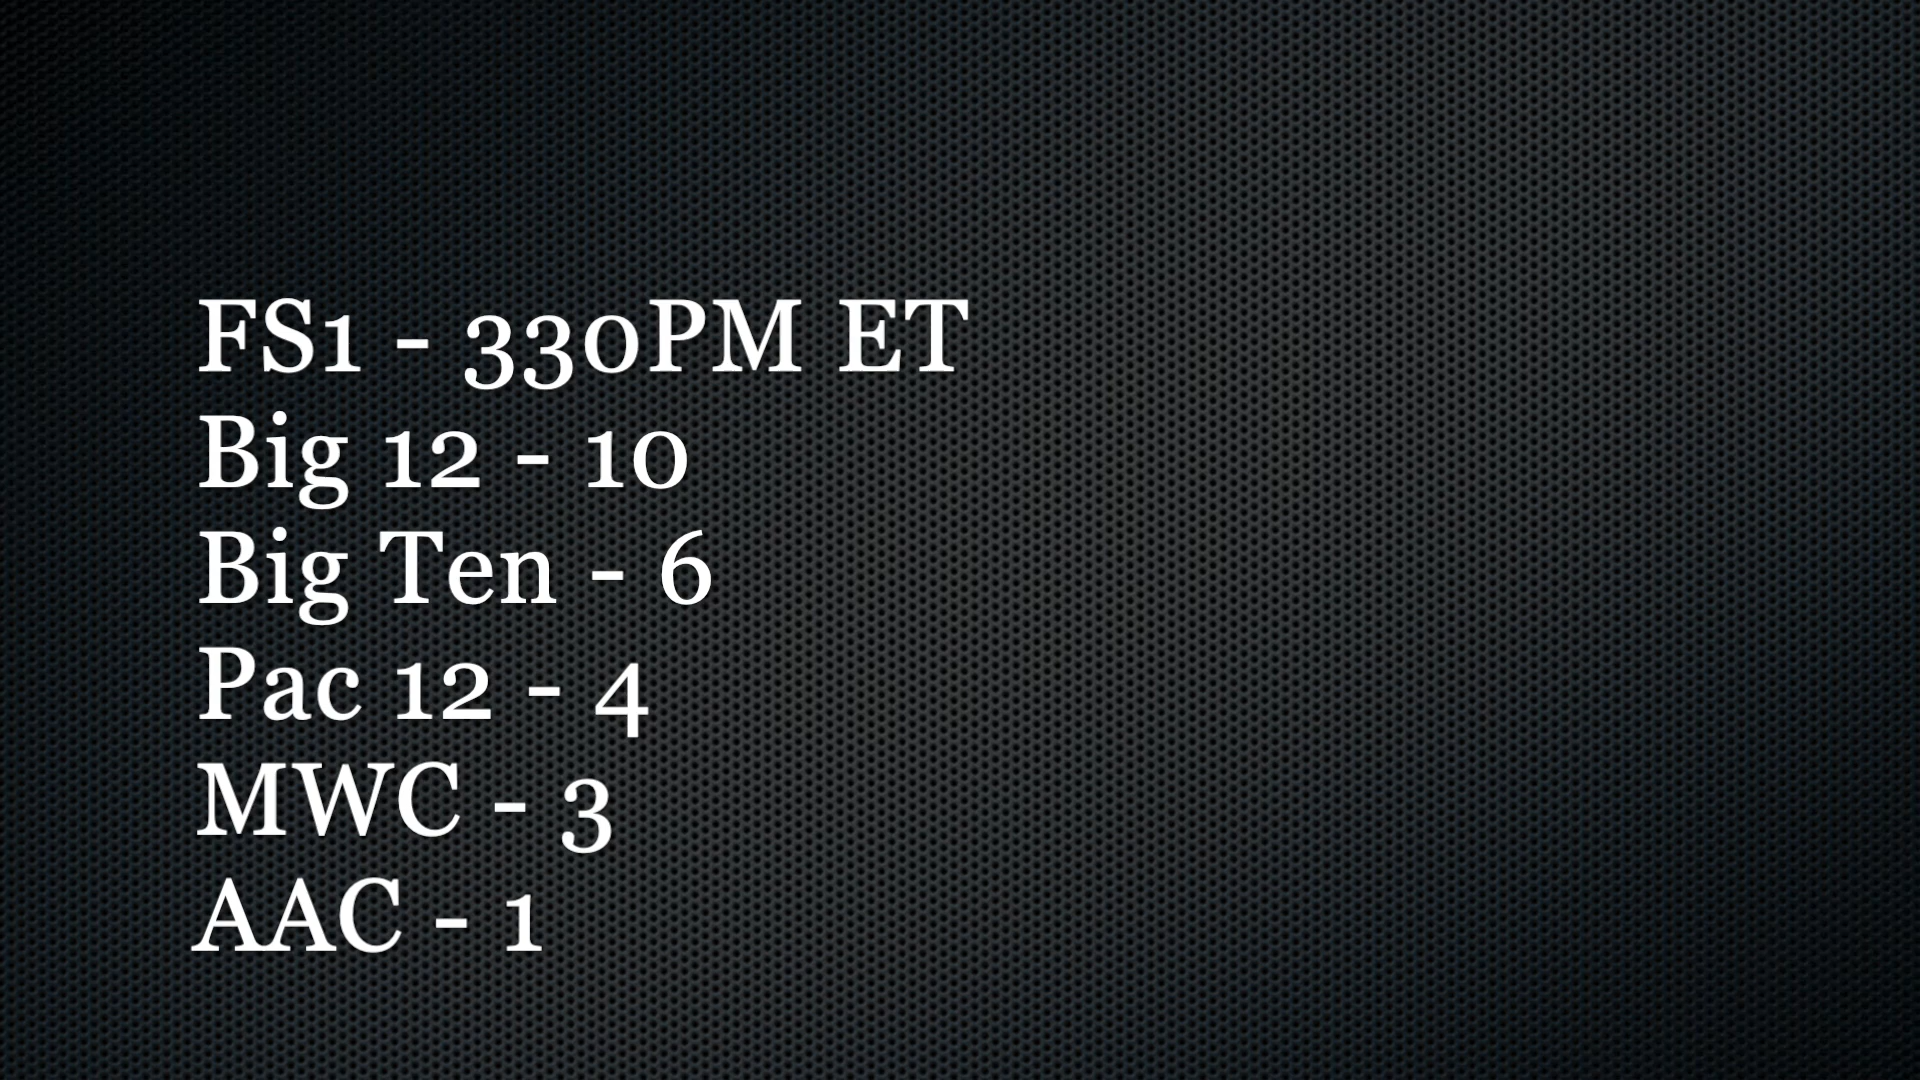 FS1 - 330PM ET
Big 12 - 10
Big Ten - 6
Pac 12 - 4
MWC - 3
AAC - 1